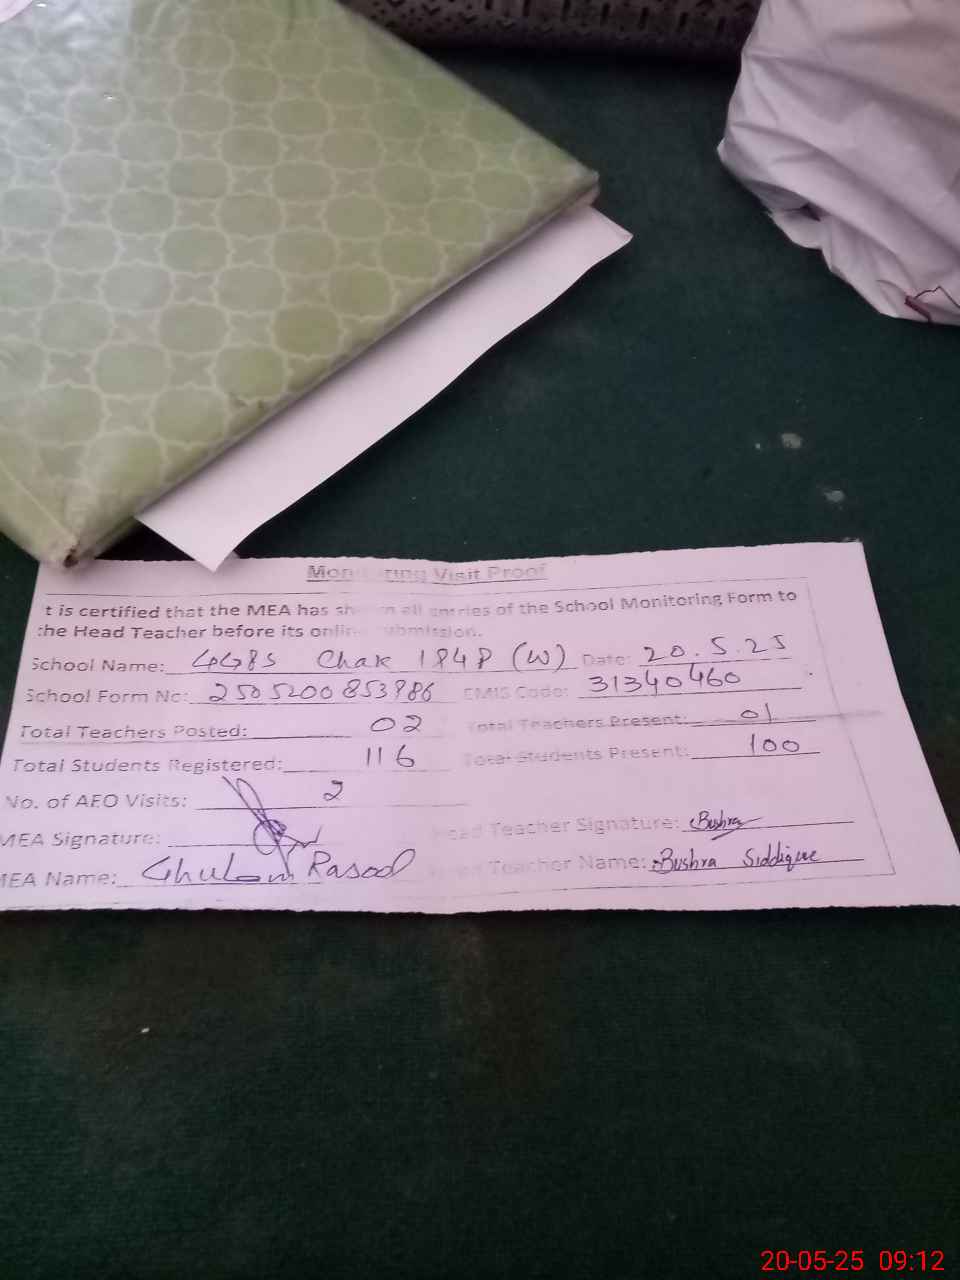 Monitoring Visit Proof
t is certified that the MEA has shown all entries of the School Monitoring Form to
the Head Teacher before its online submission.
School Name: GGPS Chak 184P (W) Date: 20.5.25
School Form No: 2505200853986 EMIS Code: 31340460
Total Teachers Posted: 02 Total Teachers Present: 01
Total Students Registered: 116 Total Students Present: 100
No. of AEO Visits: 2
MEA Signature: Head Teacher Signature: Bushra
MEA Name: Ghulam Rasool Head Teacher Name: Bushra Siddique
20-05-25 09:12